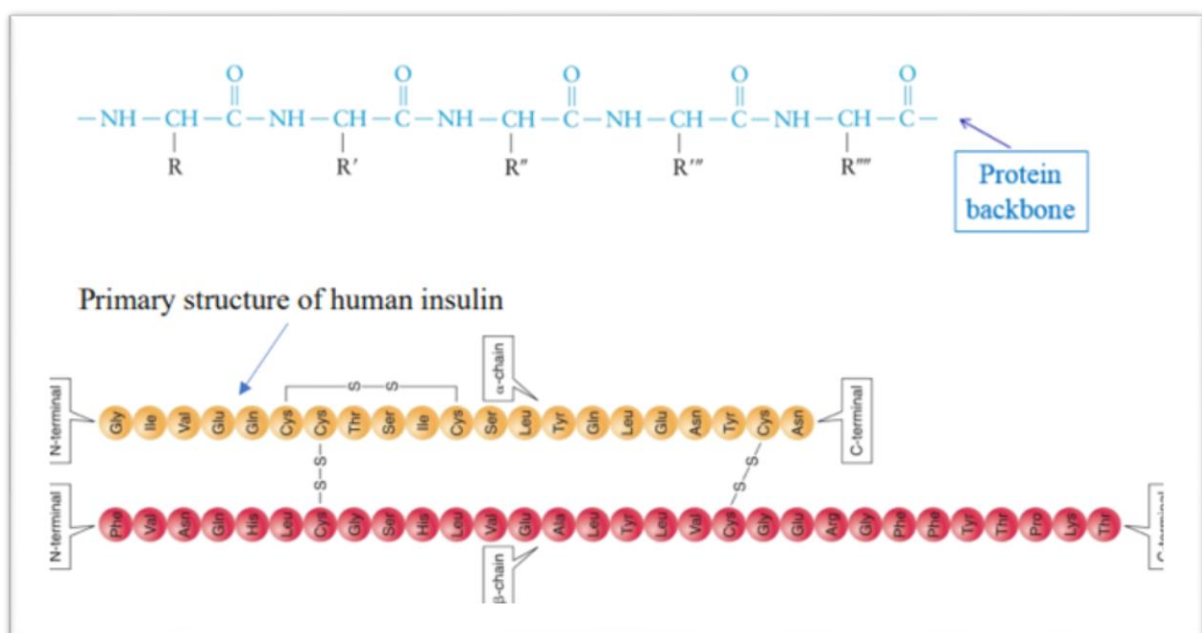 O O O O O
–NH–CH–C–NH–CH–C–NH–CH–C–NH–CH–C–NH–CH–C–
R R′ R″ R‴ R⁗
Protein
backbone
Primary structure of human insulin
α-chain
S S
N-terminal
Gly Ile Val Glu Gln Cys Cys Thr Ser Ile Cys Ser Leu Tyr Gln Leu Glu Asn Tyr Cys Asn
C-terminal
S S
S S
N-terminal
Phe Val Asn Gln His Leu Cys Gly Ser His Leu Val Glu Ala Leu Tyr Leu Val Cys Gly Glu Arg Gly Phe Phe Tyr Thr Pro Lys Thr
C-terminal
β-chain